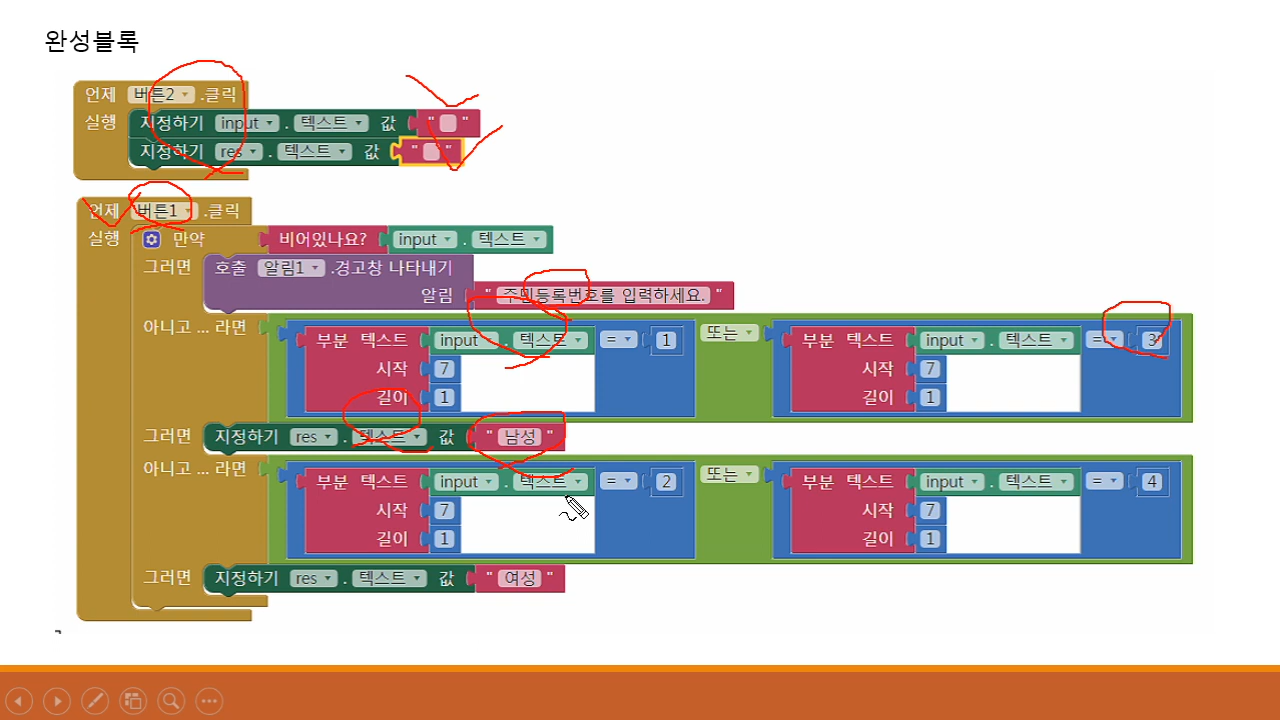 완성블록
언제 버튼2 .클릭
실행 지정하기 input . 텍스트 값 " "
지정하기 res . 텍스트 값 " "
언제 버튼1 .클릭
실행 만약 비어있나요? input . 텍스트
그러면 호출 알림1 .경고창 나타내기
알림 " 주민등록번호를 입력하세요. "
아니고 ... 라면 부분 텍스트 input . 텍스트 = 1 또는 부분 텍스트 input . 텍스트 = 3
시작 7 시작 7
길이 1 길이 1
그러면 지정하기 res . 텍스트 값 " 남성 "
아니고 ... 라면 부분 텍스트 input . 텍스트 = 2 또는 부분 텍스트 input . 텍스트 = 4
시작 7 시작 7
길이 1 길이 1
그러면 지정하기 res . 텍스트 값 " 여성 "